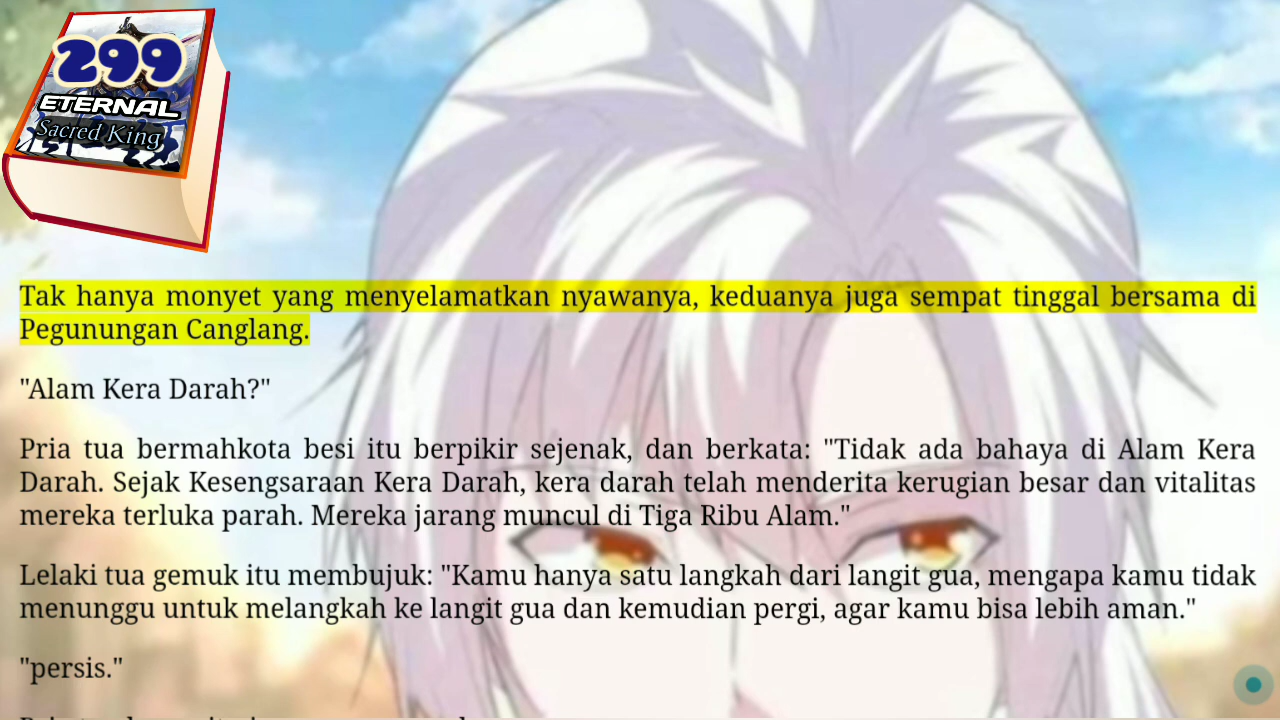 299
ETERNAL
Sacred King
Tak hanya monyet yang menyelamatkan nyawanya, keduanya juga sempat tinggal bersama di
Pegunungan Canglang.
"Alam Kera Darah?"
Pria tua bermahkota besi itu berpikir sejenak, dan berkata: "Tidak ada bahaya di Alam Kera
Darah. Sejak Kesengsaraan Kera Darah, kera darah telah menderita kerugian besar dan vitalitas
mereka terluka parah. Mereka jarang muncul di Tiga Ribu Alam."
Lelaki tua gemuk itu membujuk: "Kamu hanya satu langkah dari langit gua, mengapa kamu tidak
menunggu untuk melangkah ke langit gua dan kemudian pergi, agar kamu bisa lebih aman."
"persis."